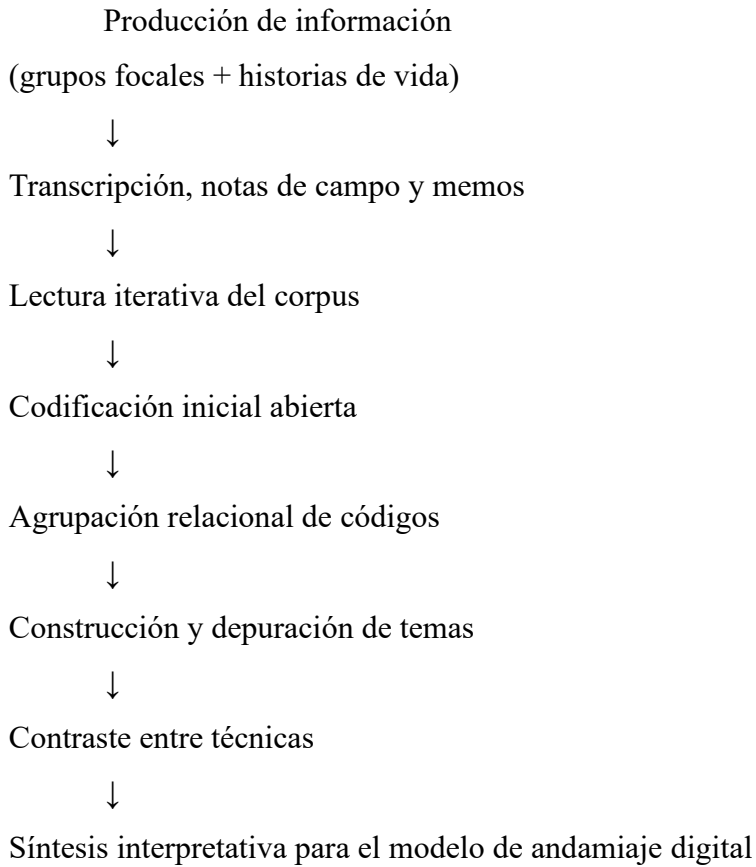 Producción de información
(grupos focales + historias de vida)
↓
Transcripción, notas de campo y memos
↓
Lectura iterativa del corpus
↓
Codificación inicial abierta
↓
Agrupación relacional de códigos
↓
Construcción y depuración de temas
↓
Contraste entre técnicas
↓
Síntesis interpretativa para el modelo de andamiaje digital